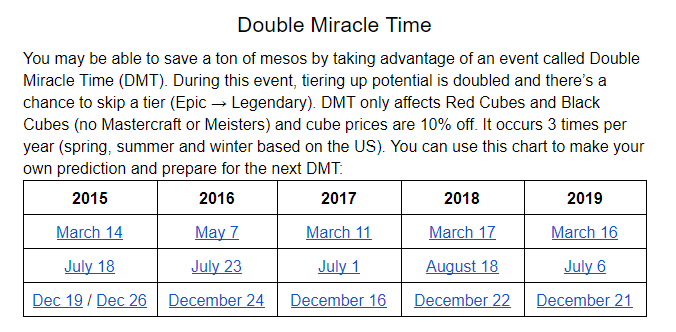 Double Miracle Time
You may be able to save a ton of mesos by taking advantage of an event called Double
Miracle Time (DMT). During this event, tiering up potential is doubled and there's a
chance to skip a tier (Epic → Legendary). DMT only affects Red Cubes and Black
Cubes (no Mastercraft or Meisters) and cube prices are 10% off. It occurs 3 times per
year (spring, summer and winter based on the US). You can use this chart to make your
own prediction and prepare for the next DMT:
2015 2016 2017 2018 2019
March 14 May 7 March 11 March 17 March 16
July 18 July 23 July 1 August 18 July 6
Dec 19 / Dec 26 December 24 December 16 December 22 December 21